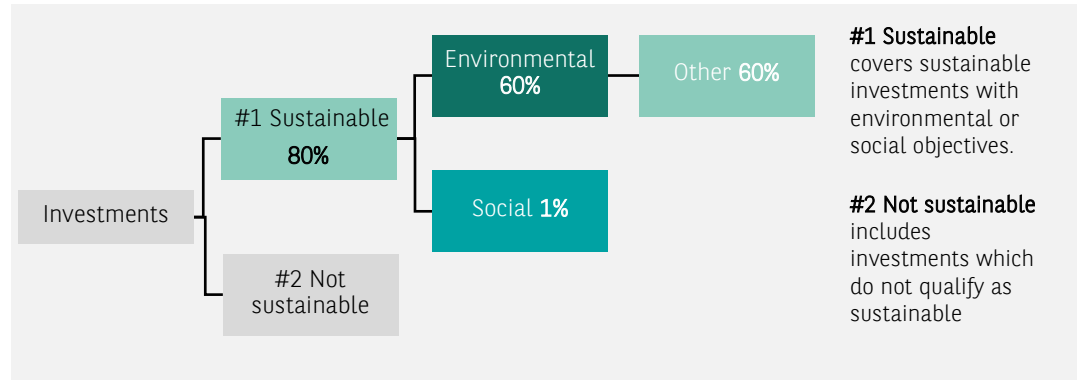 Investments
#1 Sustainable
80%
#2 Not
sustainable
Environmental
60%
Social 1%
Other 60%
#1 Sustainable
covers sustainable
investments with
environmental or
social objectives.
#2 Not sustainable
includes
investments which
do not qualify as
sustainable